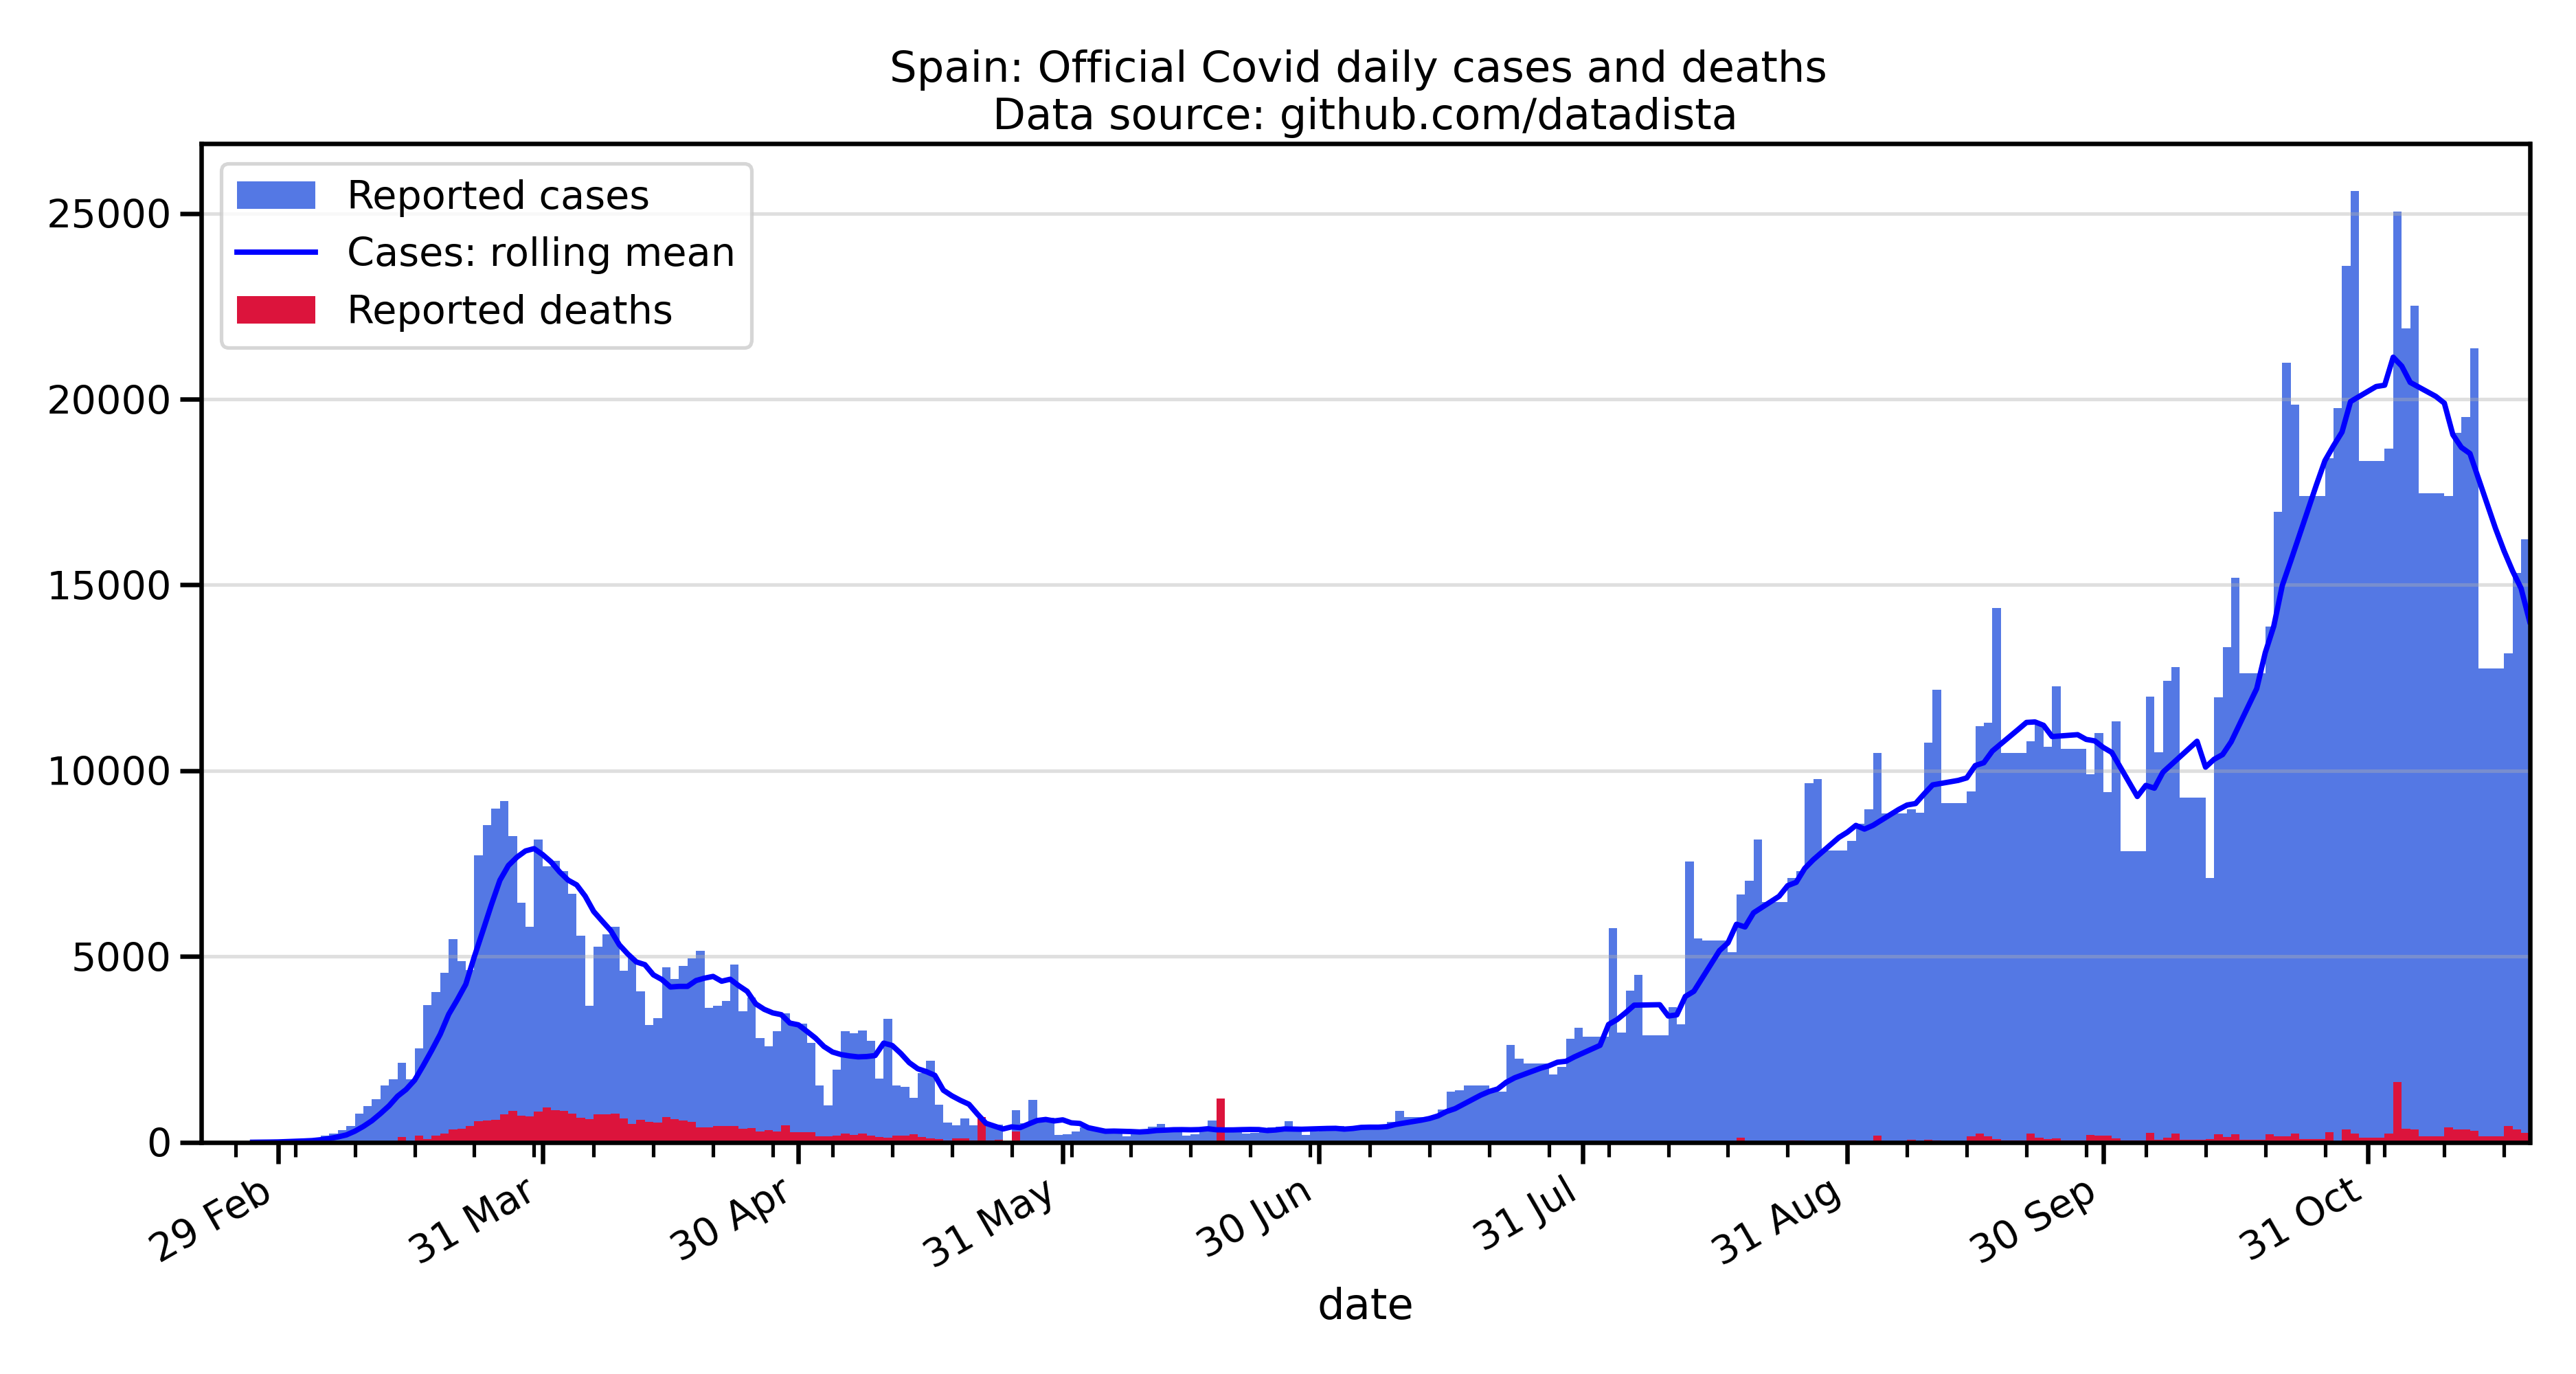 Spain: Official Covid daily cases and deaths
Data source: github.com/datadista
Reported cases
Cases: rolling mean
Reported deaths
25000
20000
15000
10000
5000
0
29 Feb
31 Mar
30 Apr
31 May
30 Jun
31 Jul
31 Aug
30 Sep
31 Oct
date